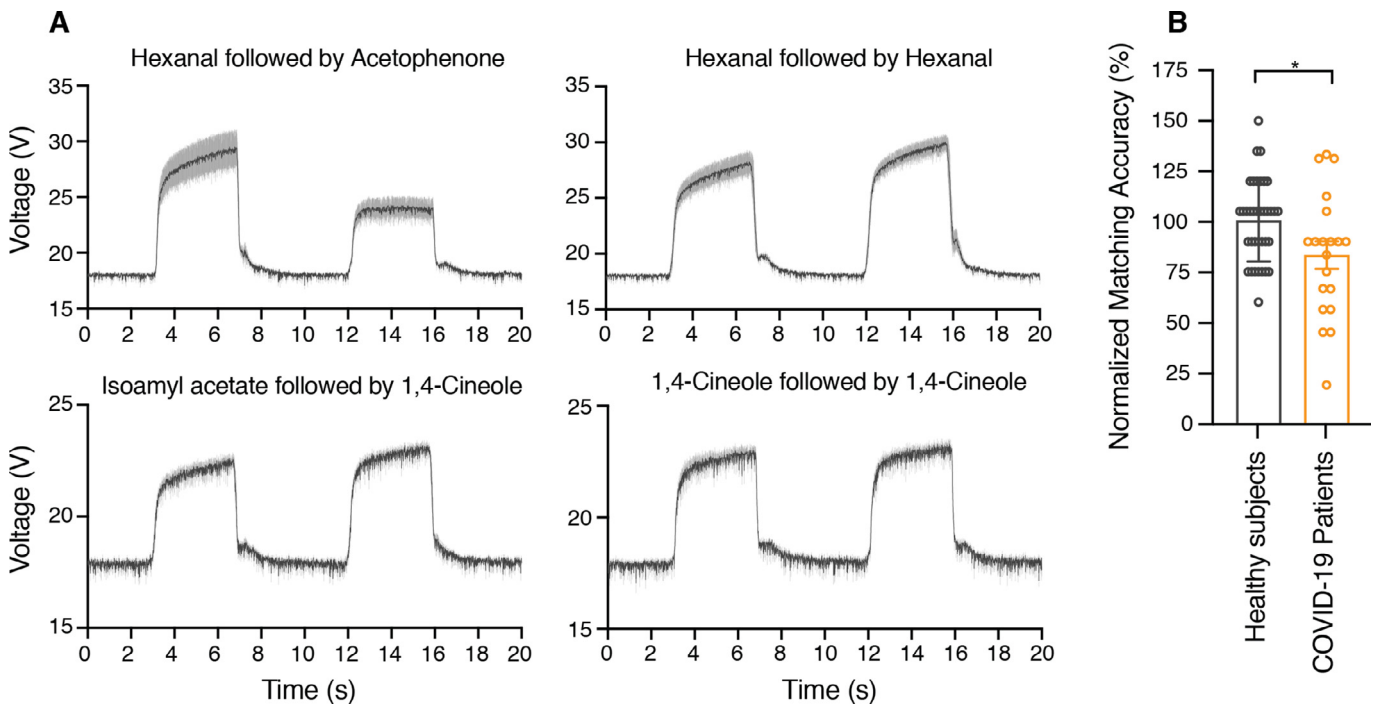 A
Hexanal followed by Acetophenone
Voltage (V)
35
30
25
20
15
0 2 4 6 8 10 12 14 16 18 20
Hexanal followed by Hexanal
35
30
25
20
15
0 2 4 6 8 10 12 14 16 18 20
Isoamyl acetate followed by 1,4-Cineole
Voltage (V)
25
20
15
0 2 4 6 8 10 12 14 16 18 20
Time (s)
1,4-Cineole followed by 1,4-Cineole
25
20
15
0 2 4 6 8 10 12 14 16 18 20
Time (s)
B
Normalized Matching Accuracy (%)
175
150
125
100
75
50
25
0
*
Healthy subjects
COVID-19 Patients